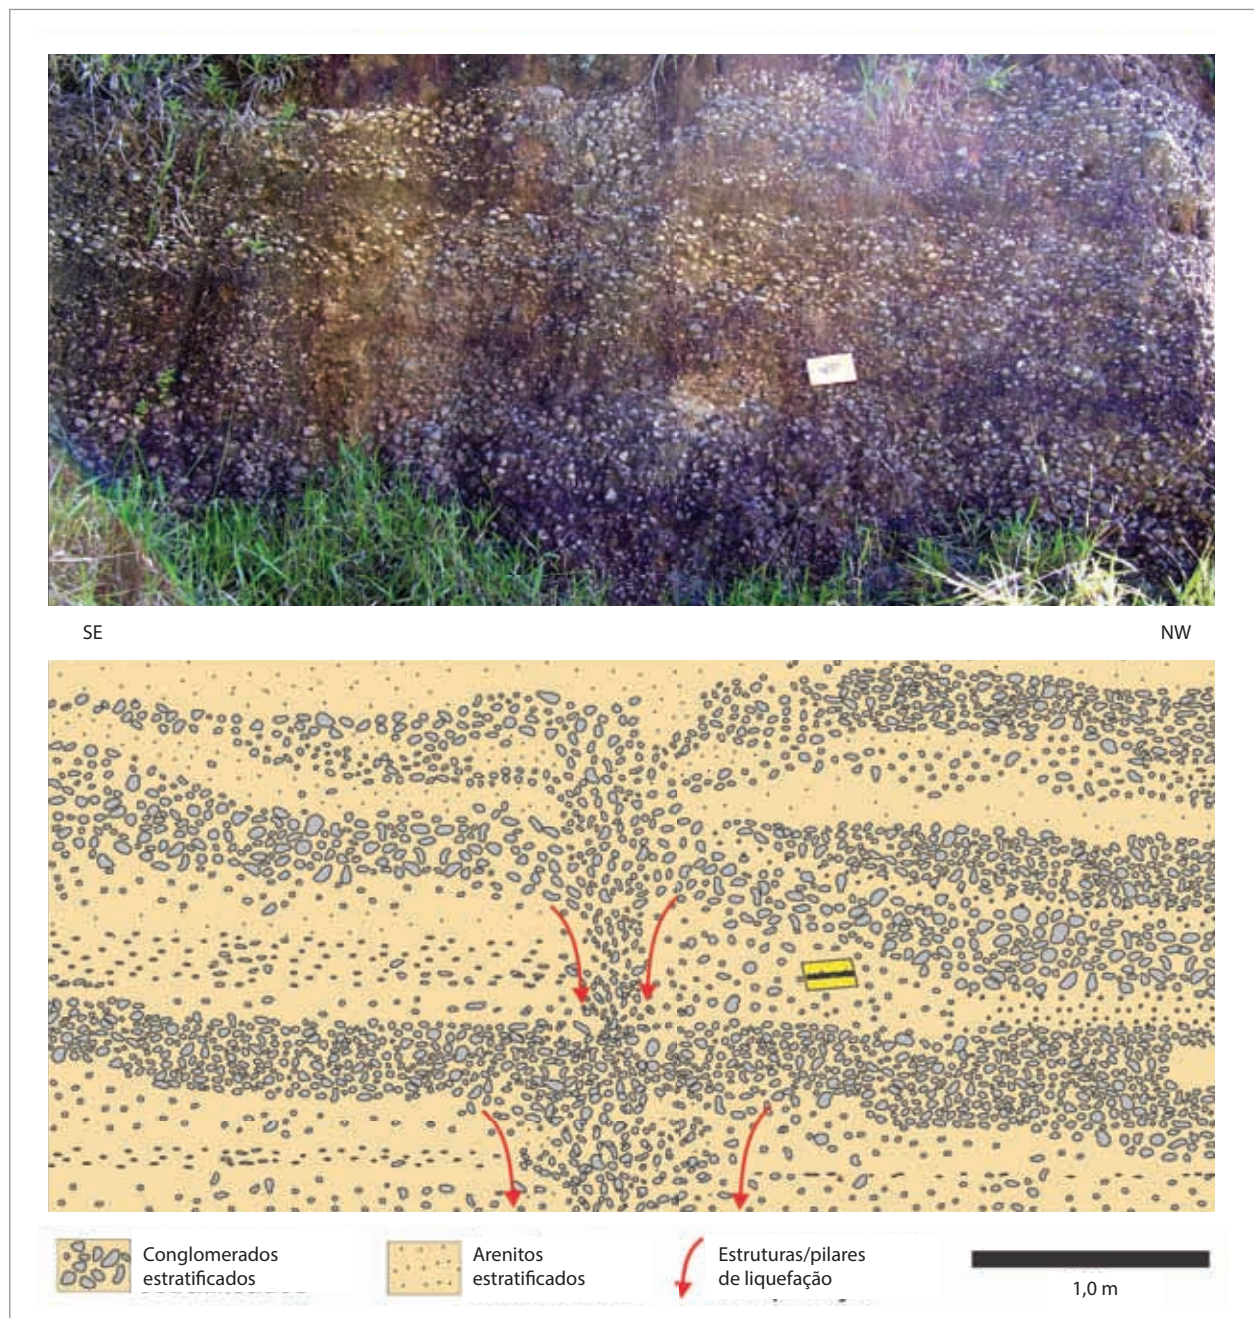 SE
NW
Conglomerados
estratificados
Arenitos
estratificados
Estruturas/pilares
de liquefação
1,0 m